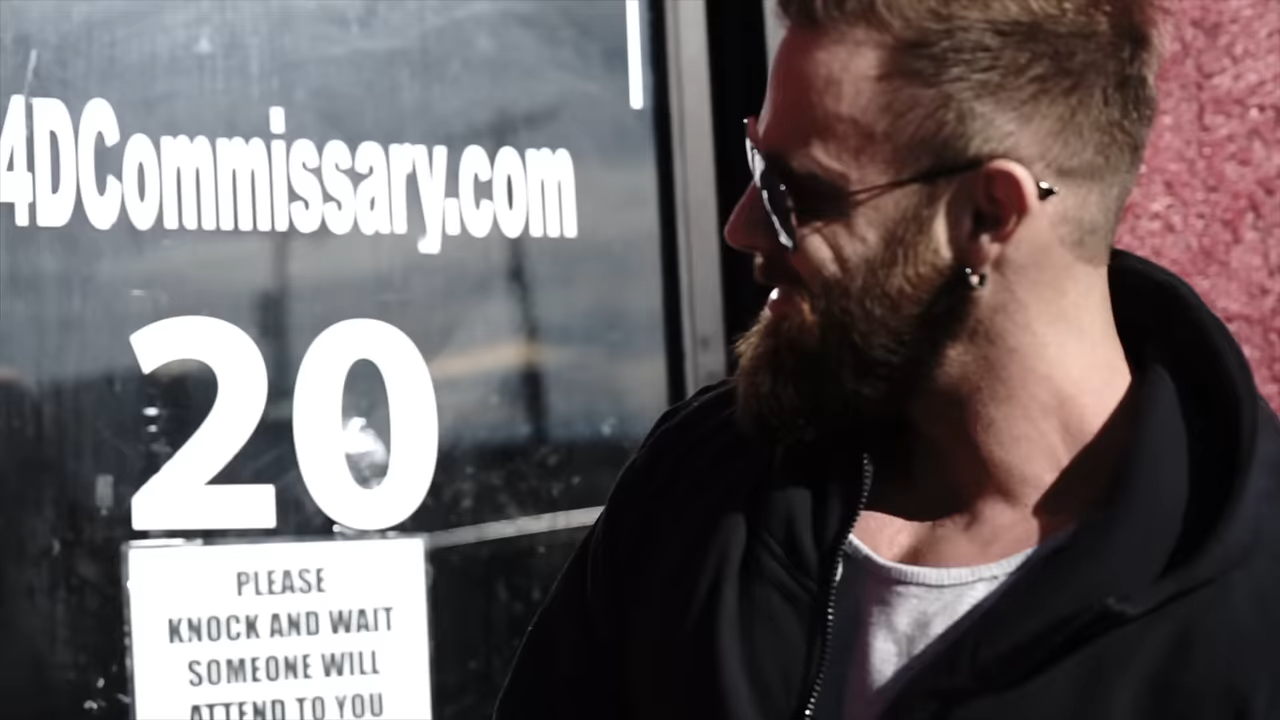 4DCommissary.com
20
PLEASE
KNOCK AND WAIT
SOMEONE WILL
ATTEND TO YOU